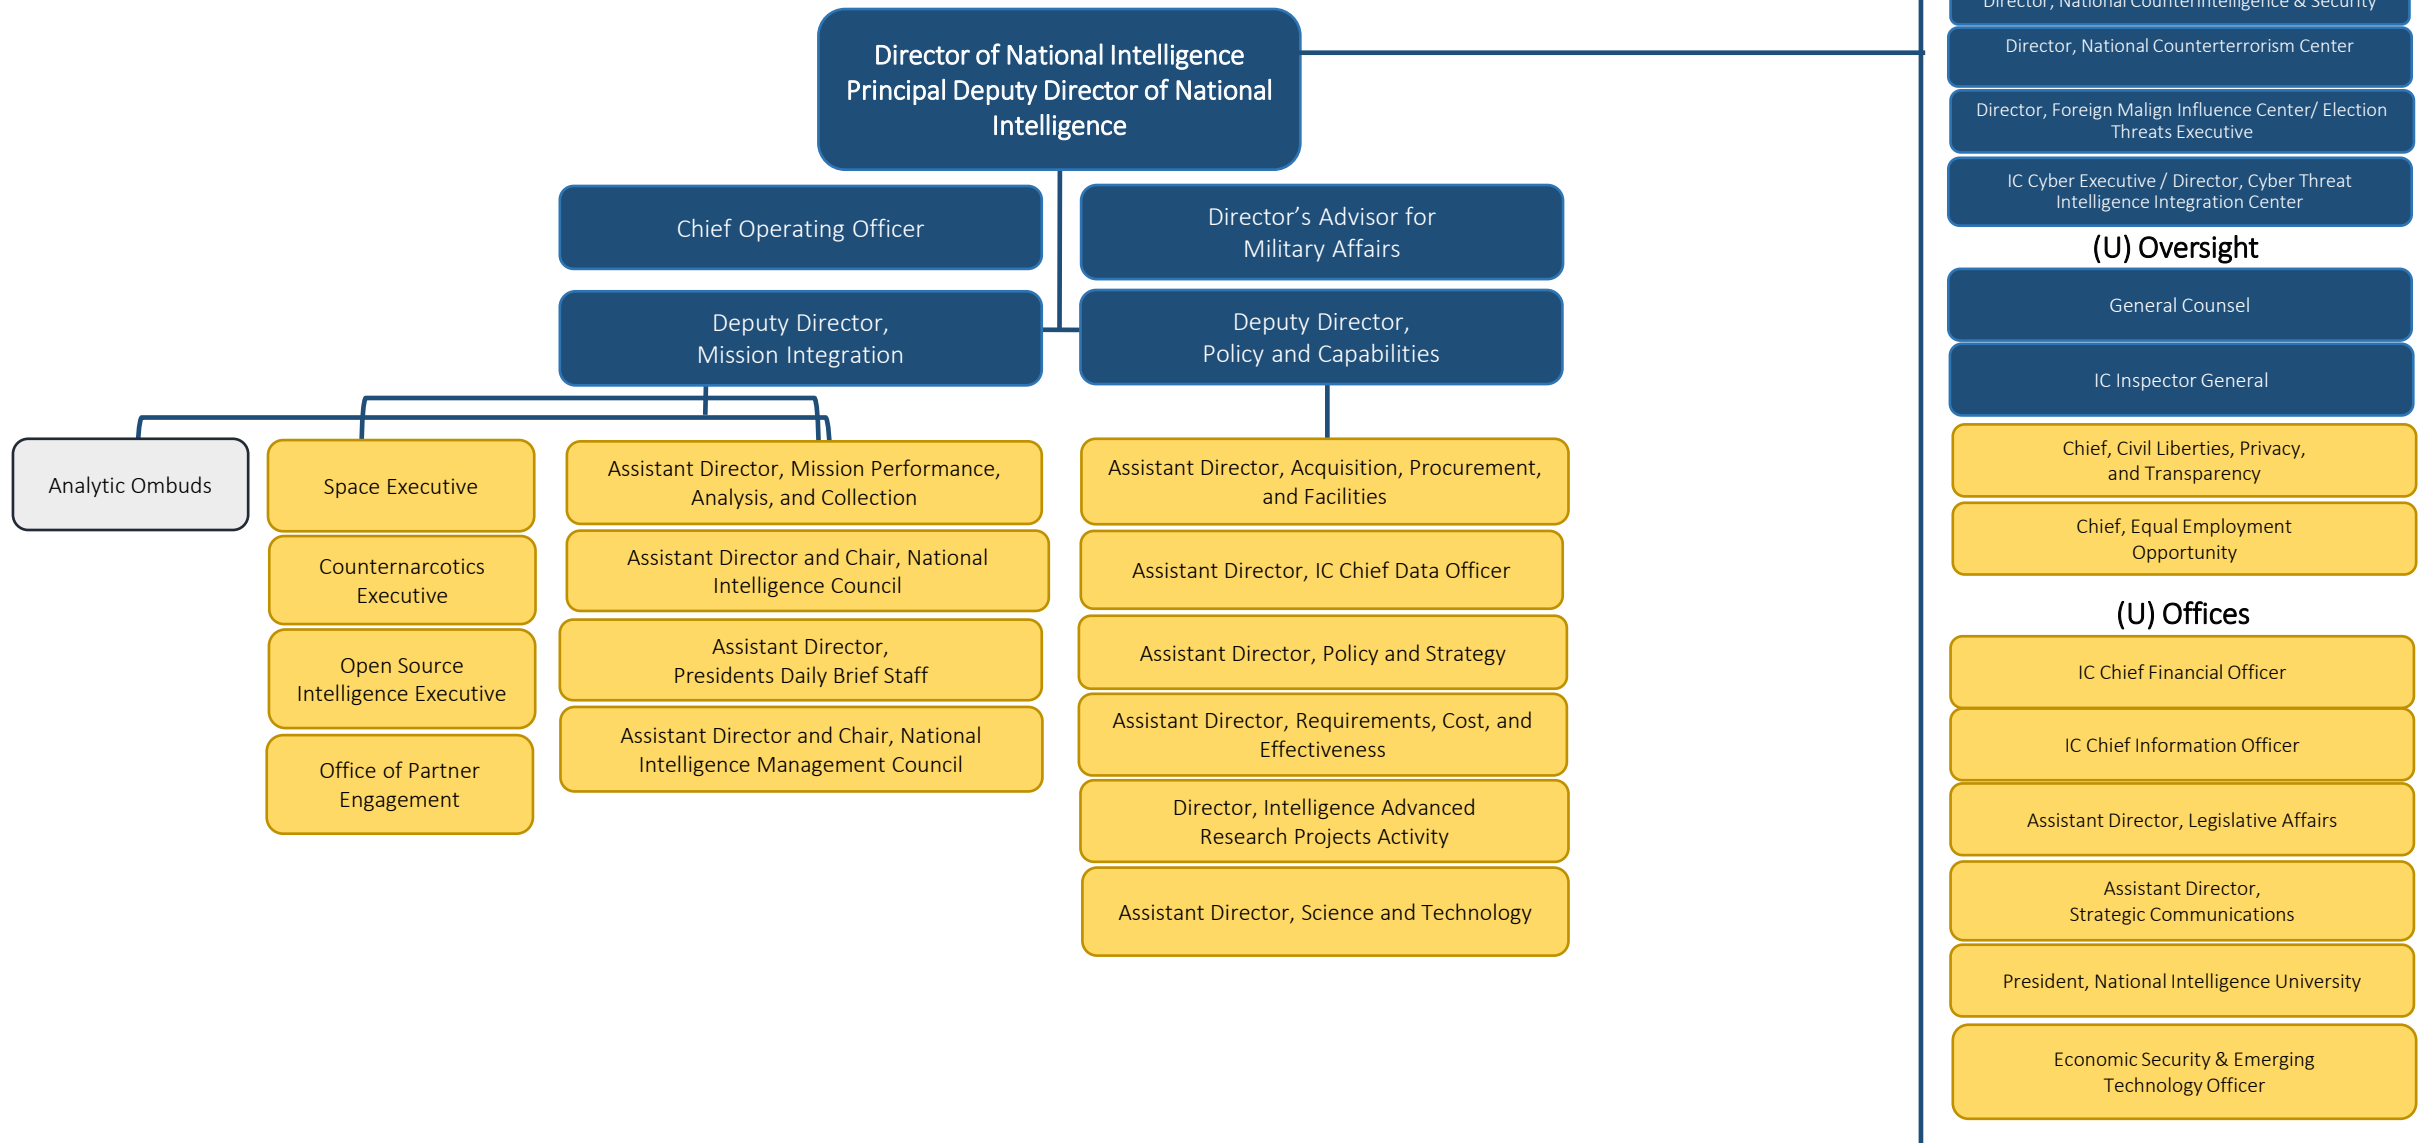 Director of National Intelligence
Principal Deputy Director of National
Intelligence
Chief Operating Officer
Director’s Advisor for
Military Affairs
Deputy Director,
Mission Integration
Deputy Director,
Policy and Capabilities
Analytic Ombuds
Space Executive
Counternarcotics
Executive
Open Source
Intelligence Executive
Office of Partner
Engagement
Assistant Director, Mission Performance,
Analysis, and Collection
Assistant Director and Chair, National
Intelligence Council
Assistant Director,
Presidents Daily Brief Staff
Assistant Director and Chair, National
Intelligence Management Council
Assistant Director, Acquisition, Procurement,
and Facilities
Assistant Director, IC Chief Data Officer
Assistant Director, Policy and Strategy
Assistant Director, Requirements, Cost, and
Effectiveness
Director, Intelligence Advanced
Research Projects Activity
Assistant Director, Science and Technology
Director, National Counterintelligence & Security
Director, National Counterterrorism Center
Director, Foreign Malign Influence Center/ Election
Threats Executive
IC Cyber Executive / Director, Cyber Threat
Intelligence Integration Center
(U) Oversight
General Counsel
IC Inspector General
Chief, Civil Liberties, Privacy,
and Transparency
Chief, Equal Employment
Opportunity
(U) Offices
IC Chief Financial Officer
IC Chief Information Officer
Assistant Director, Legislative Affairs
Assistant Director,
Strategic Communications
President, National Intelligence University
Economic Security & Emerging
Technology Officer